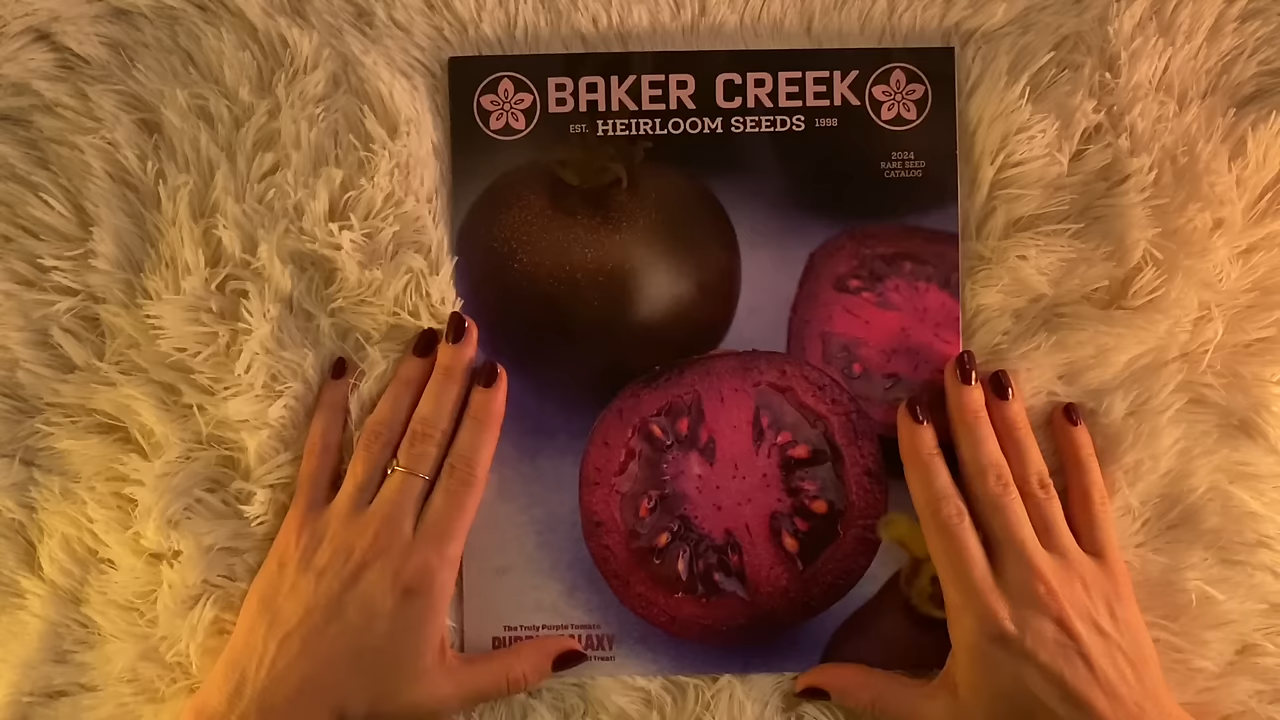 BAKER CREEK
EST. HEIRLOOM SEEDS 1998
2024
RARE SEED
CATALOG
The Truly Purple Tomato